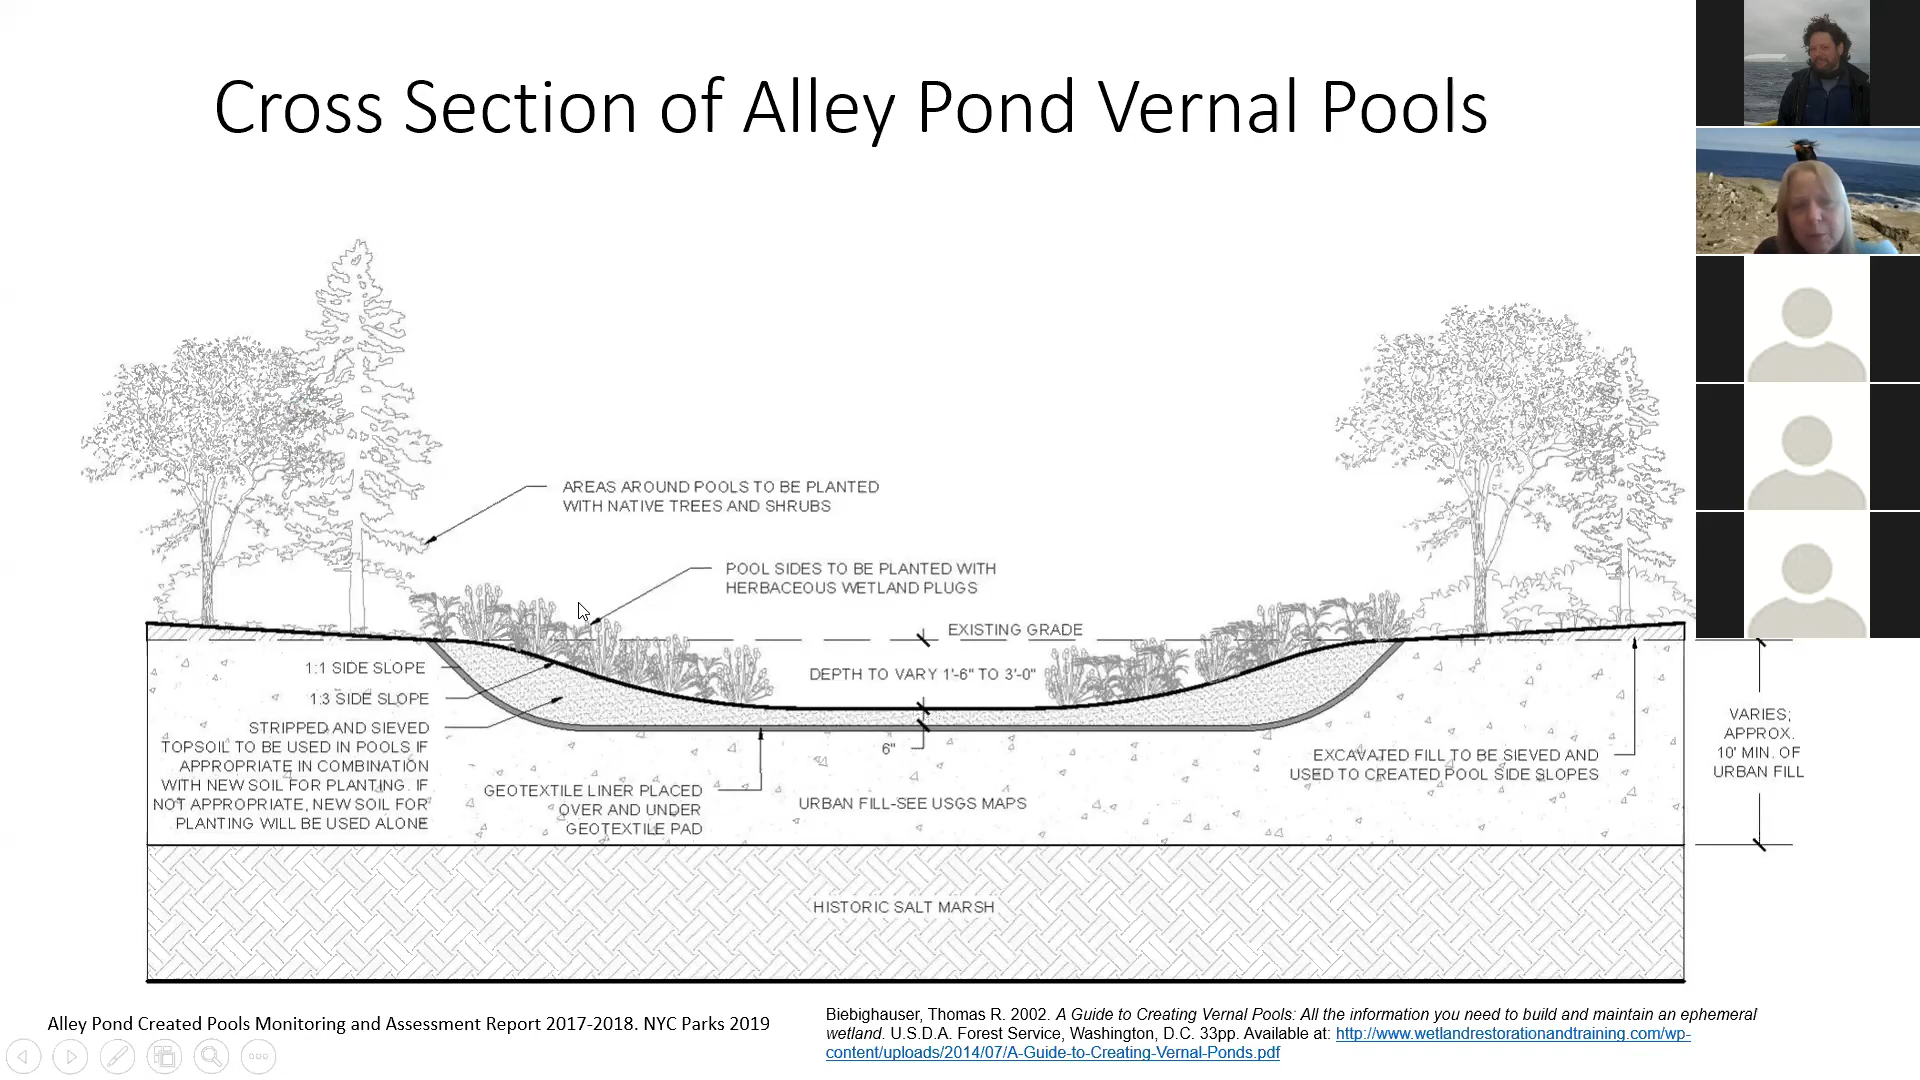 Cross Section of Alley Pond Vernal Pools
AREAS AROUND POOLS TO BE PLANTED
WITH NATIVE TREES AND SHRUBS
POOL SIDES TO BE PLANTED WITH
HERBACEOUS WETLAND PLUGS
EXISTING GRADE
DEPTH TO VARY 1'-6" TO 3'-0"
1:1 SIDE SLOPE
1:3 SIDE SLOPE
STRIPPED AND SIEVED
TOPSOIL TO BE USED IN POOLS IF
APPROPRIATE IN COMBINATION
WITH NEW SOIL FOR PLANTING. IF
NOT APPROPRIATE, NEW SOIL FOR
PLANTING WILL BE USED ALONE
6"
GEOTEXTILE LINER PLACED
OVER AND UNDER
GEOTEXTILE PAD
URBAN FILL-SEE USGS MAPS
EXCAVATED FILL TO BE SIEVED AND
USED TO CREATED POOL SIDE SLOPES
VARIES;
APPROX.
10' MIN. OF
URBAN FILL
HISTORIC SALT MARSH
Alley Pond Created Pools Monitoring and Assessment Report 2017-2018. NYC Parks 2019
Biebighauser, Thomas R. 2002. A Guide to Creating Vernal Pools: All the information you need to build and maintain an ephemeral
wetland. U.S.D.A. Forest Service, Washington, D.C. 33pp. Available at: http://www.wetlandrestorationandtraining.com/wp-
content/uploads/2014/07/A-Guide-to-Creating-Vernal-Ponds.pdf